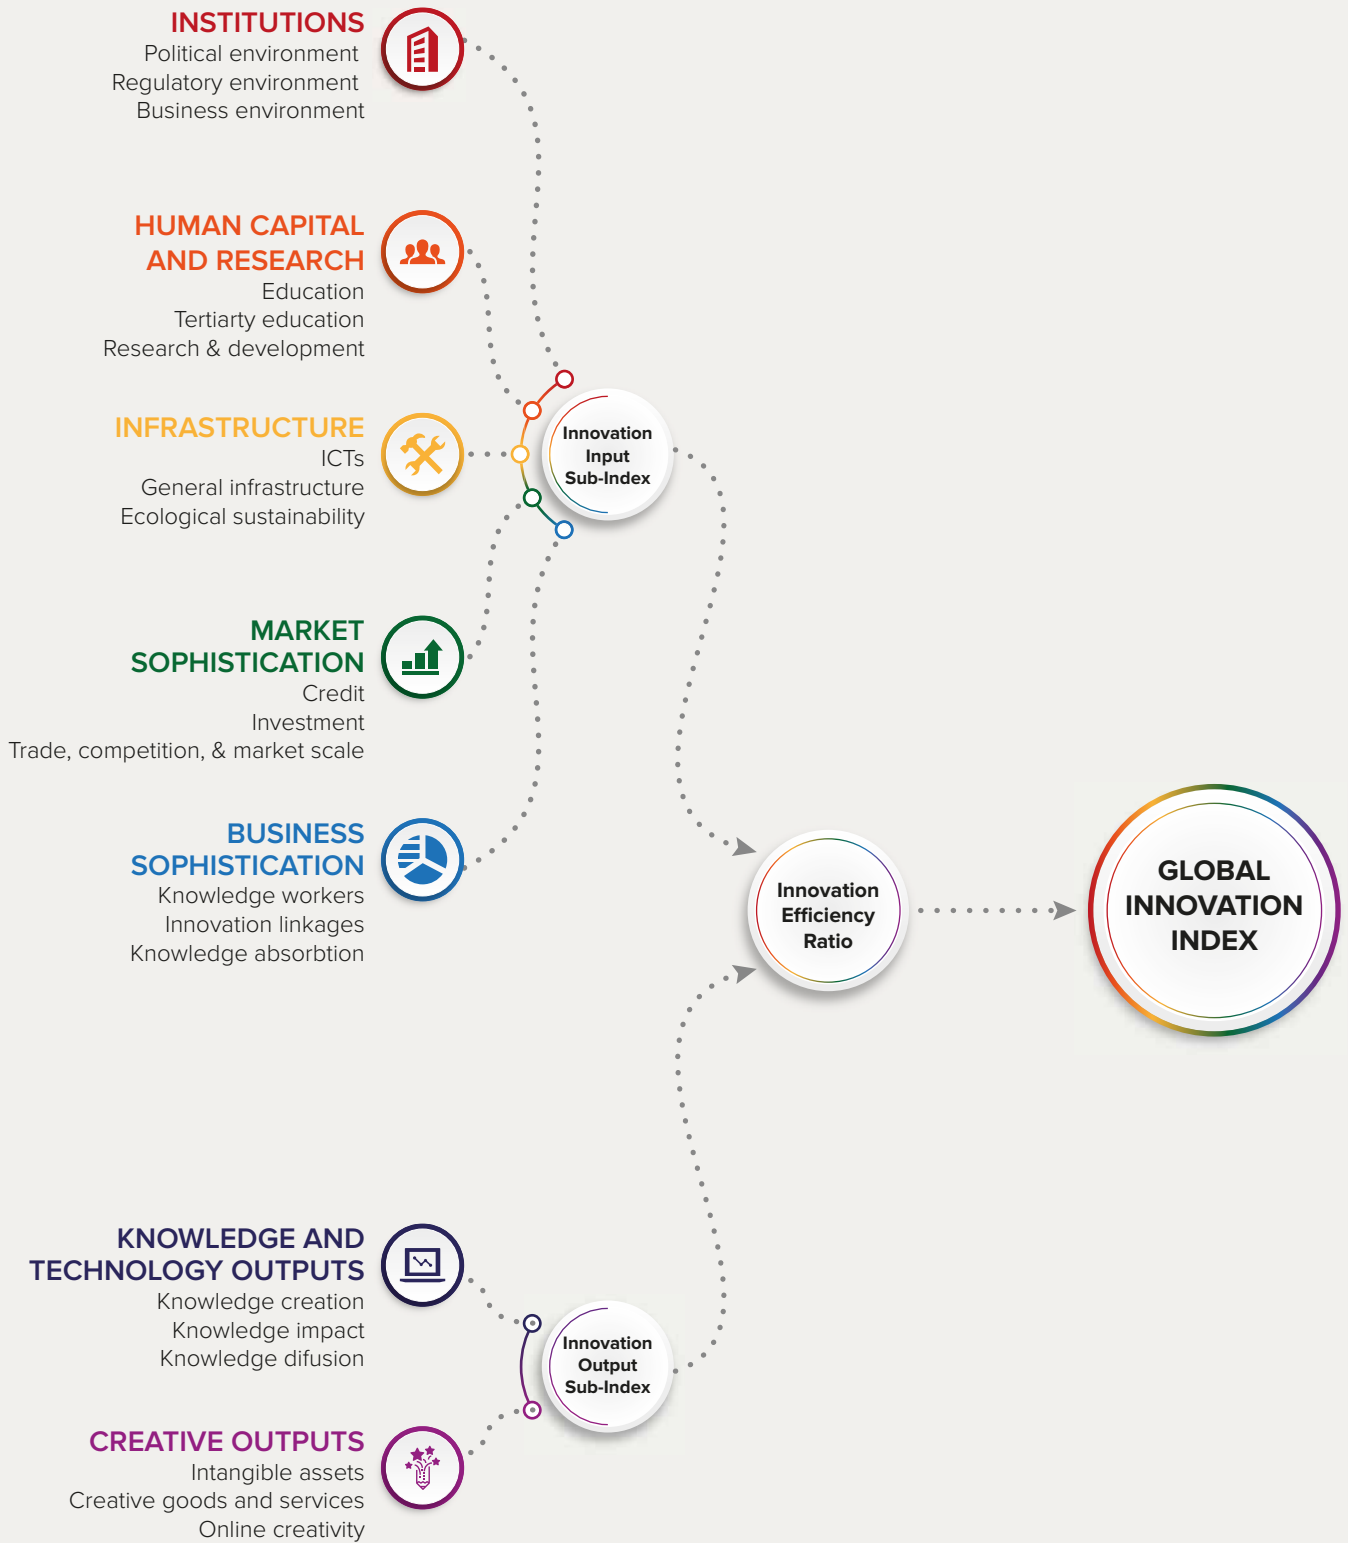 INSTITUTIONS
Political environment
Regulatory environment
Business environment
HUMAN CAPITAL
AND RESEARCH
Education
Tertiarty education
Research & development
INFRASTRUCTURE
ICTs
General infrastructure
Ecological sustainability
MARKET
SOPHISTICATION
Credit
Investment
Trade, competition, & market scale
BUSINESS
SOPHISTICATION
Knowledge workers
Innovation linkages
Knowledge absorbtion
KNOWLEDGE AND
TECHNOLOGY OUTPUTS
Knowledge creation
Knowledge impact
Knowledge difusion
CREATIVE OUTPUTS
Intangible assets
Creative goods and services
Online creativity
Innovation
Input
Sub-Index
Innovation
Output
Sub-Index
Innovation
Efficiency
Ratio
GLOBAL
INNOVATION
INDEX